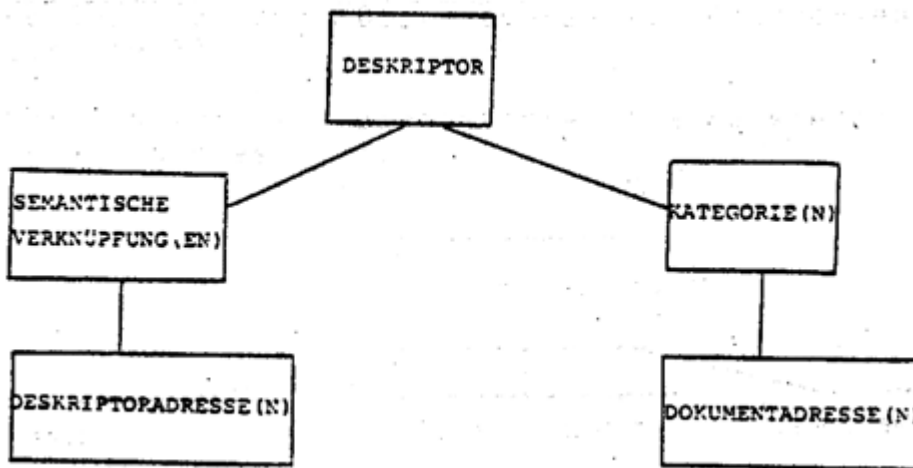 DESKRIPTOR
SEMANTISCHE
VERKNÜPFUNG(EN)
KATEGORIE(N)
DESKRIPTORADRESSE(N)
DOKUMENTADRESSE(N)